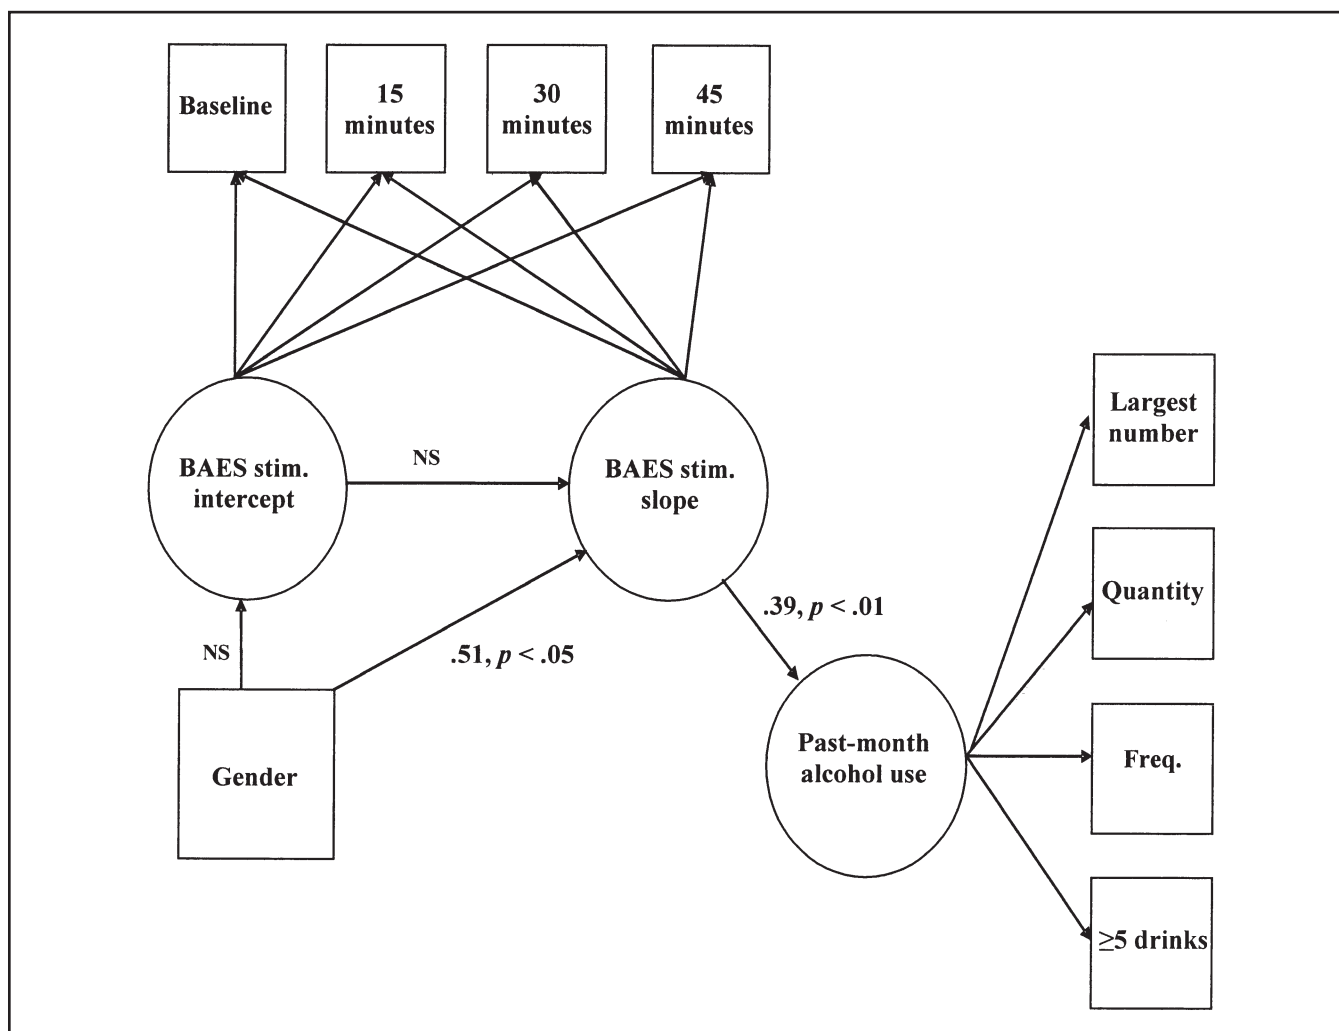 Baseline
15
minutes
30
minutes
45
minutes
BAES stim.
intercept
NS
BAES stim.
slope
Largest
number
Quantity
.39, p < .01
NS
.51, p < .05
Gender
Past-month
alcohol use
Freq.
≥5 drinks